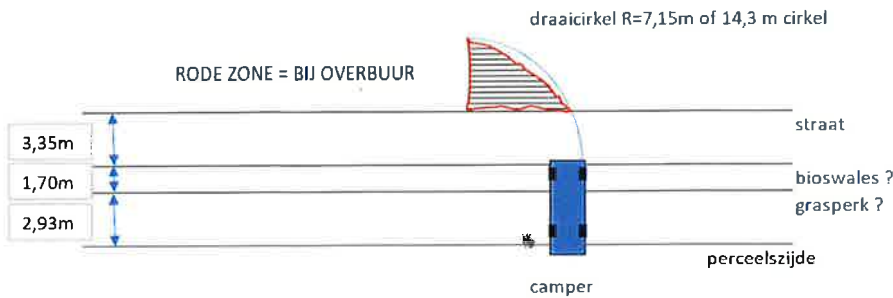 draaicirkel R=7,15m of 14,3 m cirkel
RODE ZONE = BIJ OVERBUUR
straat
3,35m
1,70m
bioswales ?
grasperk ?
2,93m
perceelszijde
camper